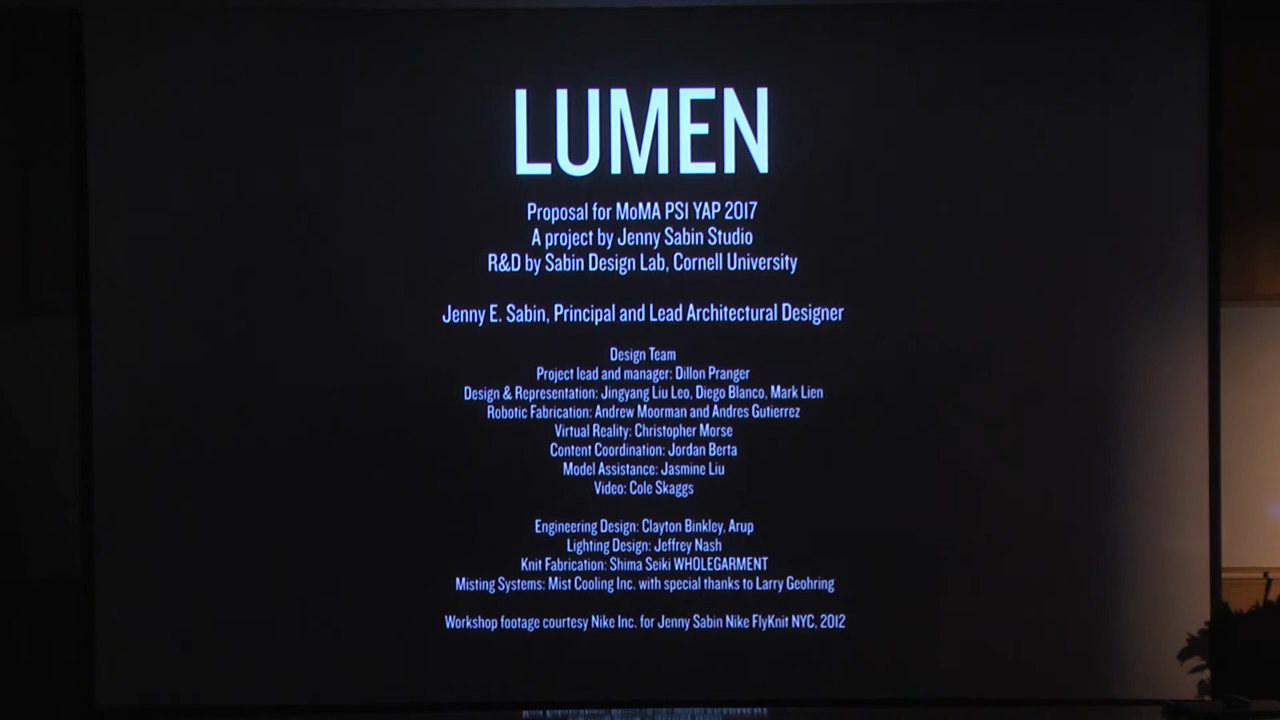 LUMEN
Proposal for MoMA PS1 YAP 2017
A project by Jenny Sabin Studio
R&D by Sabin Design Lab, Cornell University
Jenny E. Sabin, Principal and Lead Architectural Designer
Design Team
Project lead and manager: Dillon Pranger
Design & Representation: Jingyang Liu Leo, Diego Blanco, Mark Lien
Robotic Fabrication: Andrew Moorman and Andres Gutierrez
Virtual Reality: Christopher Morse
Content Coordination: Jordan Berta
Model Assistance: Jasmine Liu
Video: Cole Skaggs
Engineering Design: Clayton Binkley, Arup
Lighting Design: Jeffrey Nash
Knit Fabrication: Shima Seiki WHOLEGARMENT
Misting Systems: Mist Cooling Inc. with special thanks to Larry Geohring
Workshop footage courtesy Nike Inc. for Jenny Sabin Nike FlyKnit NYC, 2012